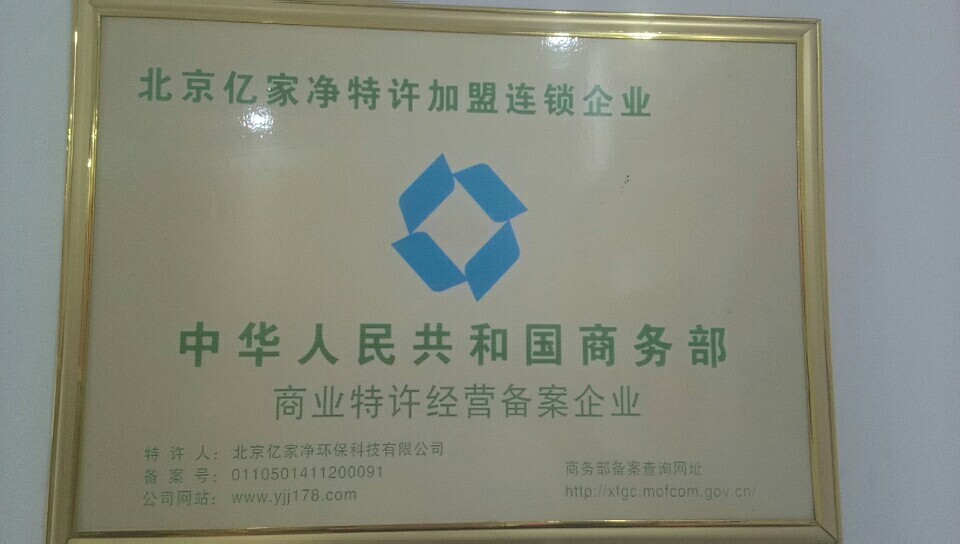 北京亿家净特许加盟连锁企业
中华人民共和国商务部
商业特许经营备案企业
特 许 人：北京亿家净环保科技有限公司
备 案 号：0110501411200091
公司网站：www.yjj178.com
商务部备案查询网址
http://xfgc.mofcom.gov.cn/